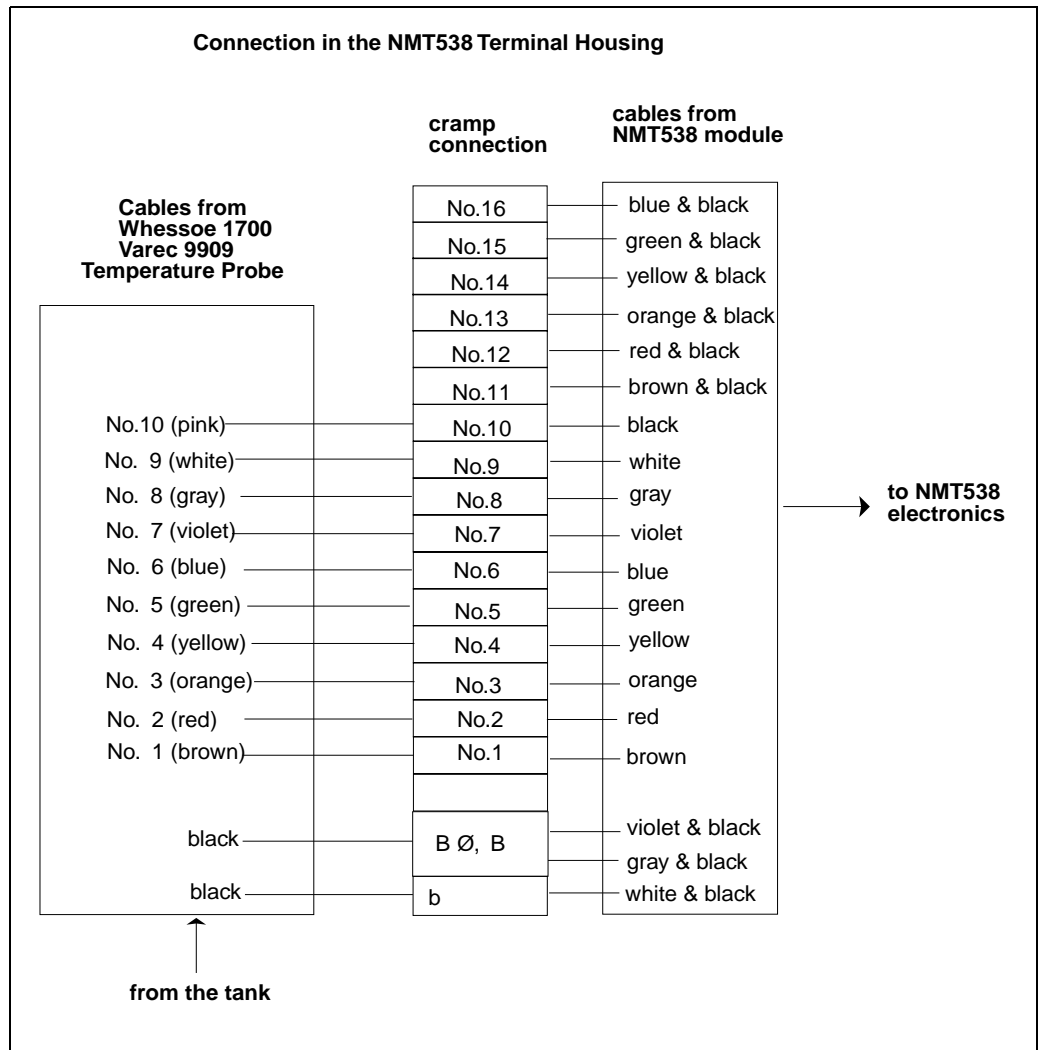 Connection in the NMT538 Terminal Housing
cramp
connection
cables from
NMT538 module
Cables from
Whessoe 1700
Varec 9909
Temperature Probe
No.16 blue & black
No.15 green & black
No.14 yellow & black
No.13 orange & black
No.12 red & black
No.11 brown & black
No.10 (pink) No.10 black
No. 9 (white) No.9 white
No. 8 (gray) No.8 gray
No. 7 (violet) No.7 violet
No. 6 (blue) No.6 blue
No. 5 (green) No.5 green
No. 4 (yellow) No.4 yellow
No. 3 (orange) No.3 orange
No. 2 (red) No.2 red
No. 1 (brown) No.1 brown
to NMT538
electronics
black B Ø, B violet & black
gray & black
black b white & black
from the tank